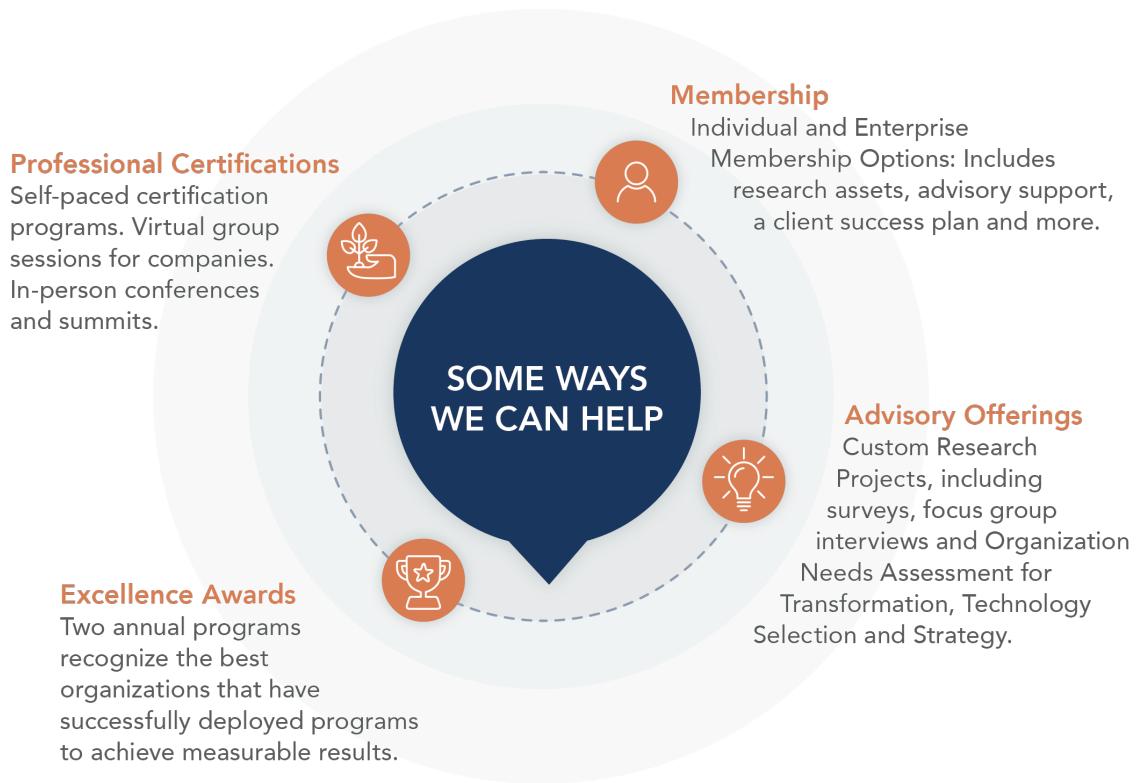 Membership
Individual and Enterprise
Membership Options: Includes
research assets, advisory support,
a client success plan and more.
Professional Certifications
Self-paced certification
programs. Virtual group
sessions for companies.
In-person conferences
and summits.
SOME WAYS
WE CAN HELP
Advisory Offerings
Custom Research
Projects, including
surveys, focus group
interviews and Organization
Needs Assessment for
Transformation, Technology
Selection and Strategy.
Excellence Awards
Two annual programs
recognize the best
organizations that have
successfully deployed programs
to achieve measurable results.